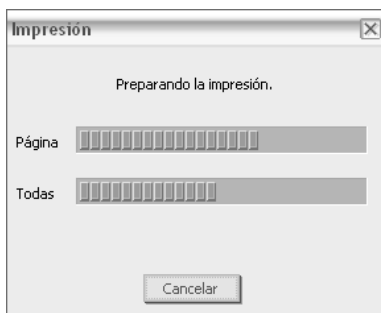 Impresión
Preparando la impresión.
Página
Todas
Cancelar